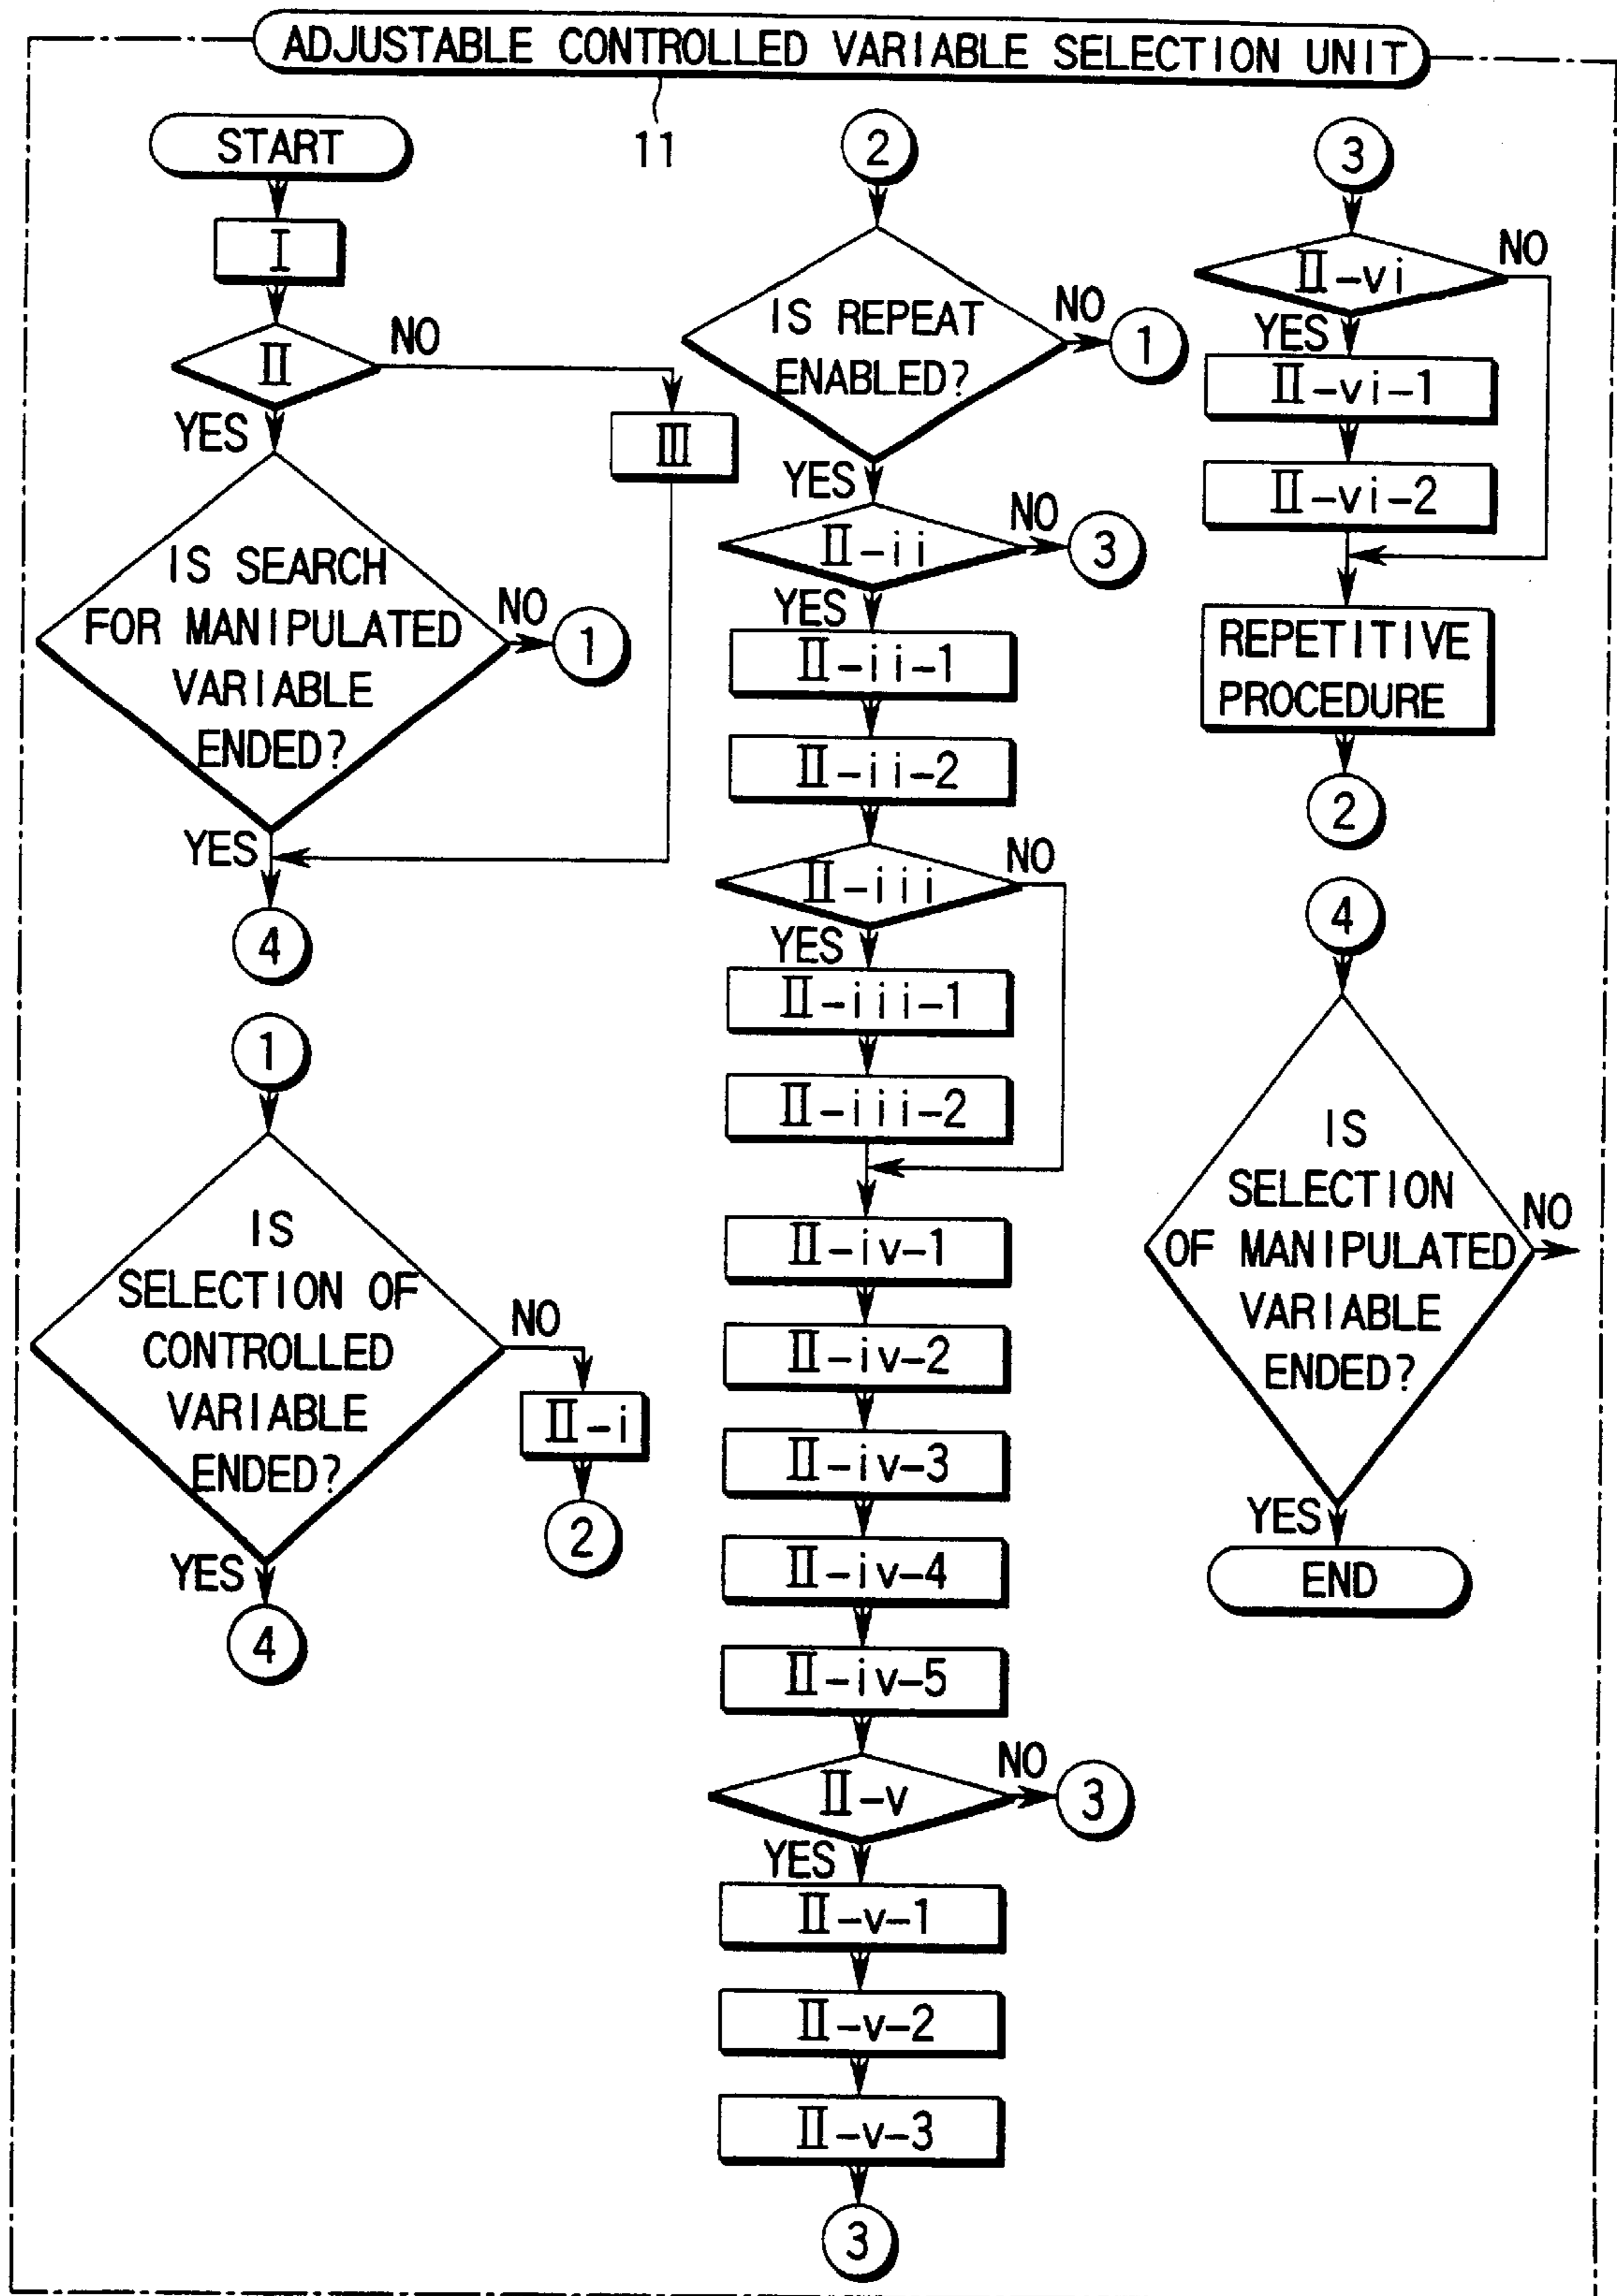 ADJUSTABLE CONTROLLED VARIABLE SELECTION UNIT
11
START
I
II
NO
YES
III
IS SEARCH
FOR MANIPULATED
VARIABLE
ENDED?
NO
1
YES
4
1
IS
SELECTION OF
CONTROLLED
VARIABLE
ENDED?
NO
II-i
2
YES
4
2
IS REPEAT
ENABLED?
NO
1
YES
II-ii
NO
3
YES
II-ii-1
II-ii-2
II-iii
NO
YES
II-iii-1
II-iii-2
II-iv-1
II-iv-2
II-iv-3
II-iv-4
II-iv-5
II-v
NO
3
YES
II-v-1
II-v-2
II-v-3
3
3
II-vi
NO
YES
II-vi-1
II-vi-2
REPETITIVE
PROCEDURE
2
4
IS
SELECTION
OF MANIPULATED
VARIABLE
ENDED?
NO
YES
END